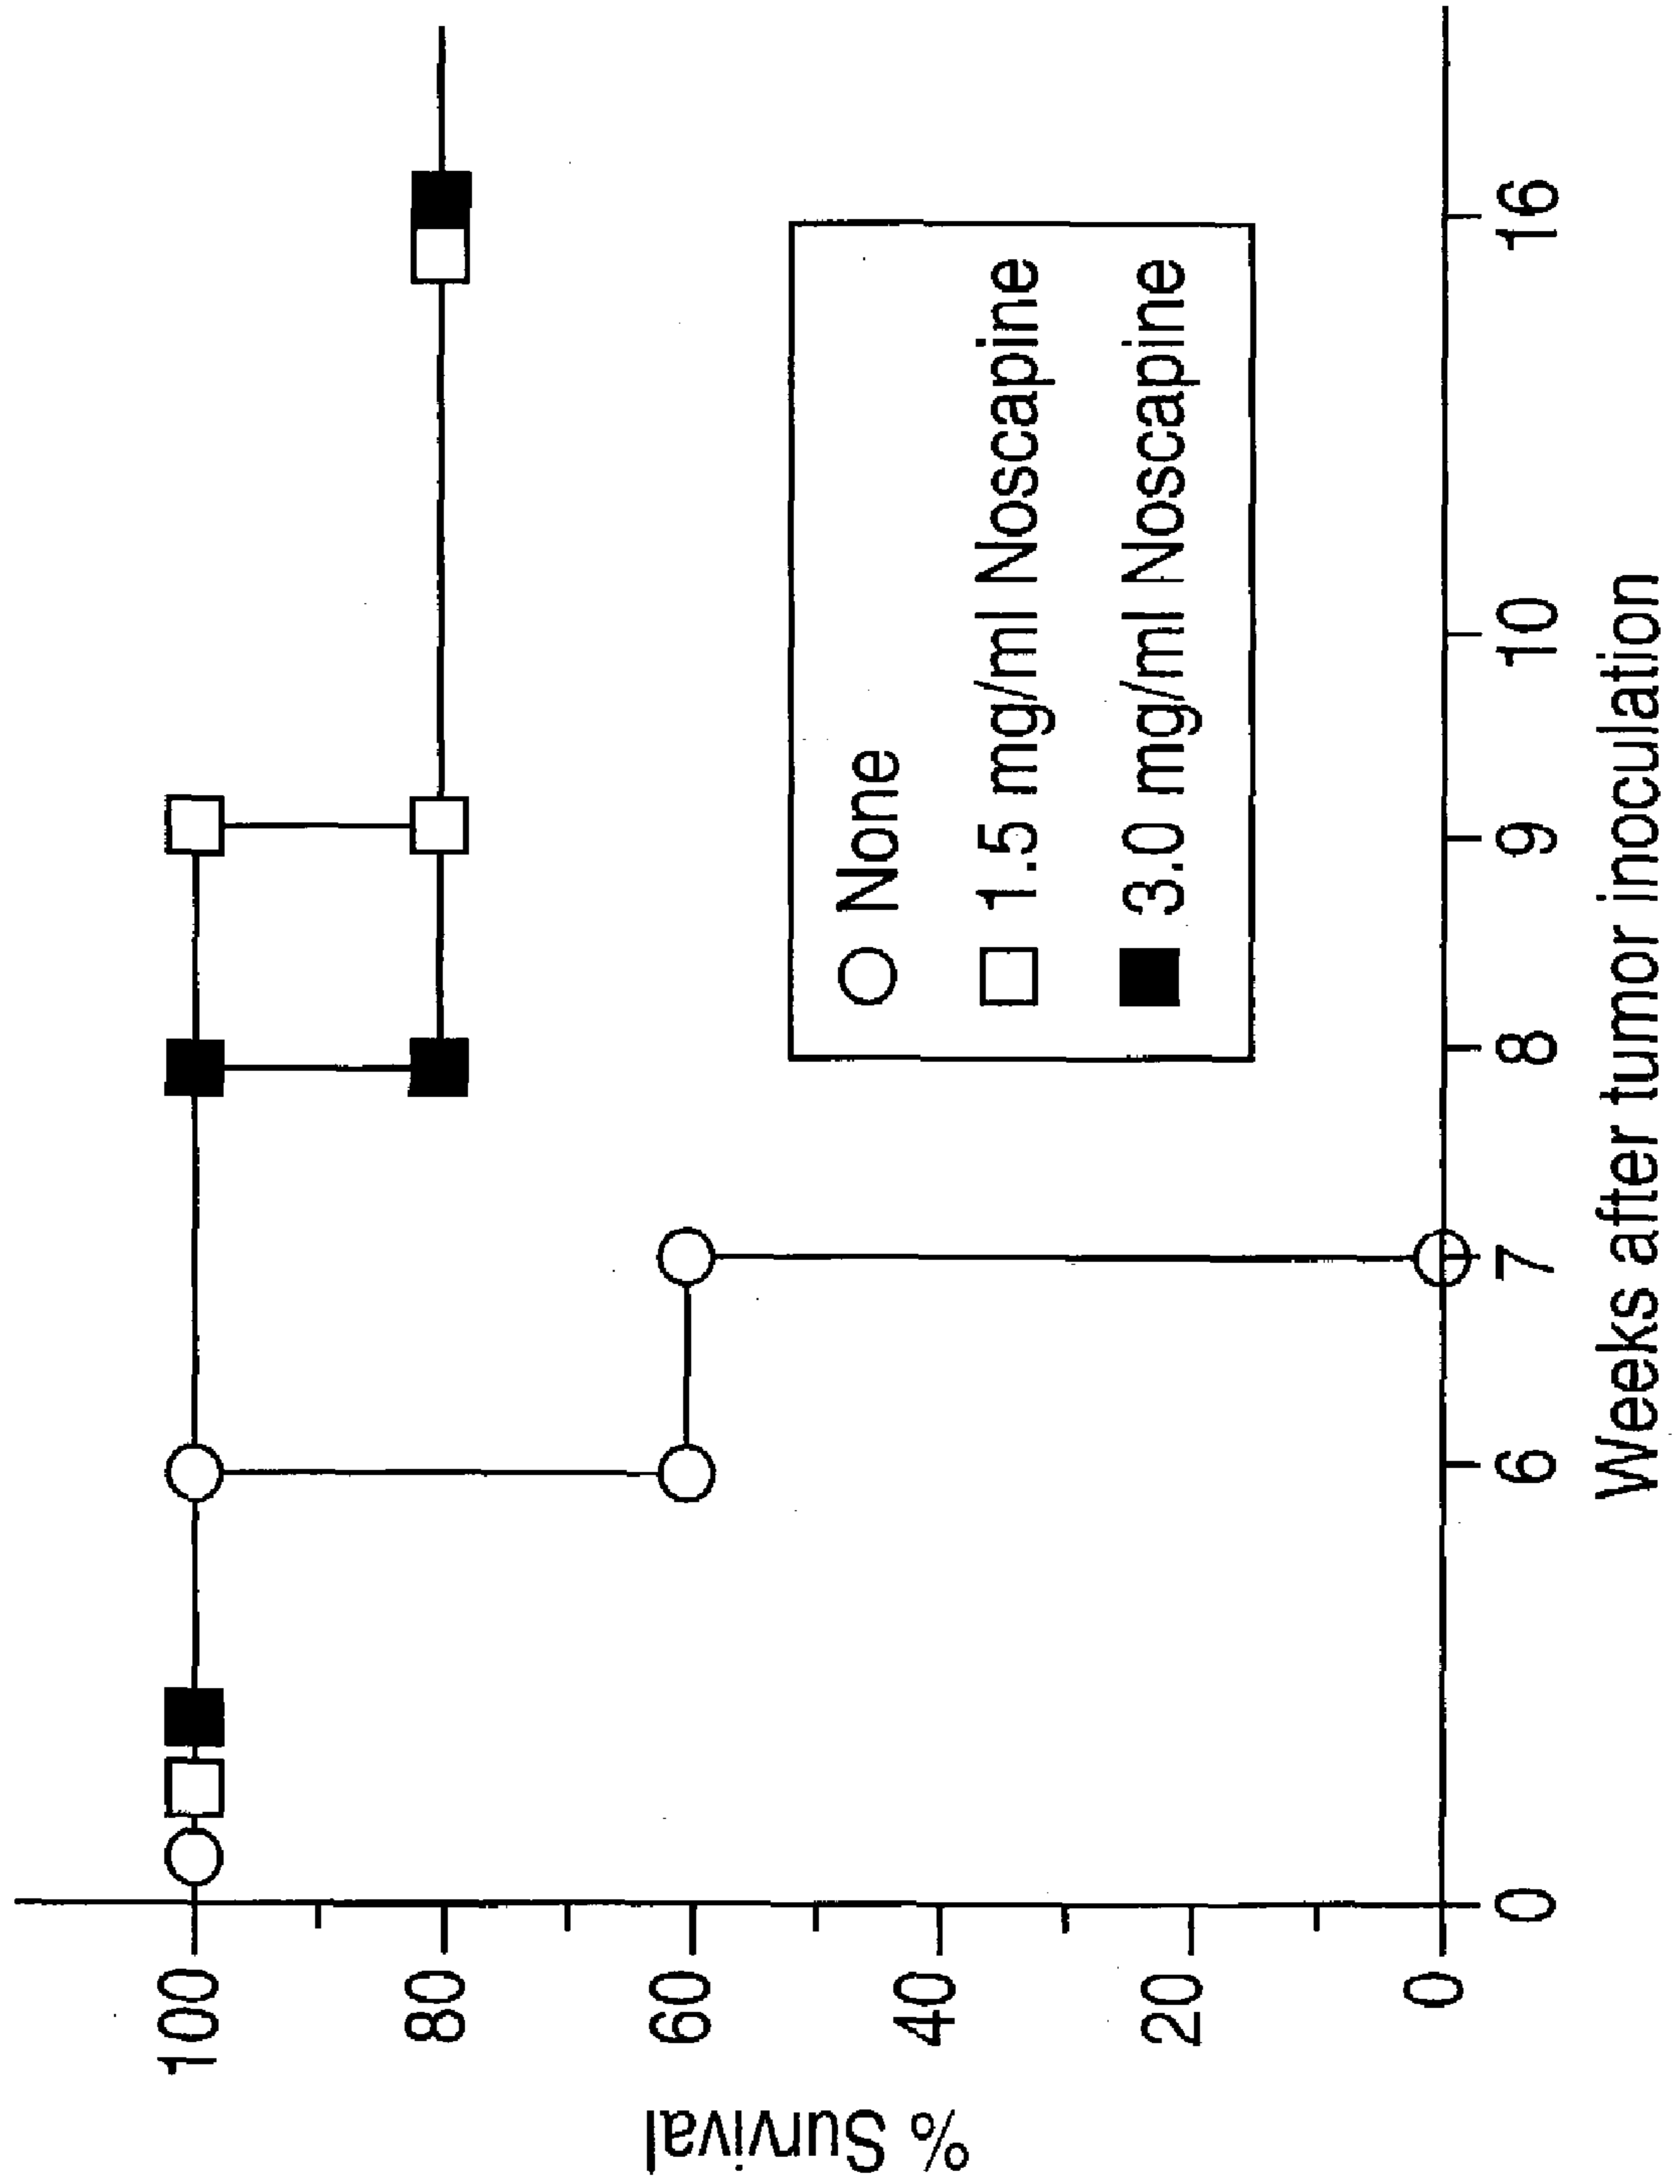 % Survival
100
80
60
40
20
0
None
1.5 mg/ml Noscapine
3.0 mg/ml Noscapine
0 6 7 8 9 10 16
Weeks after tumor inoculation